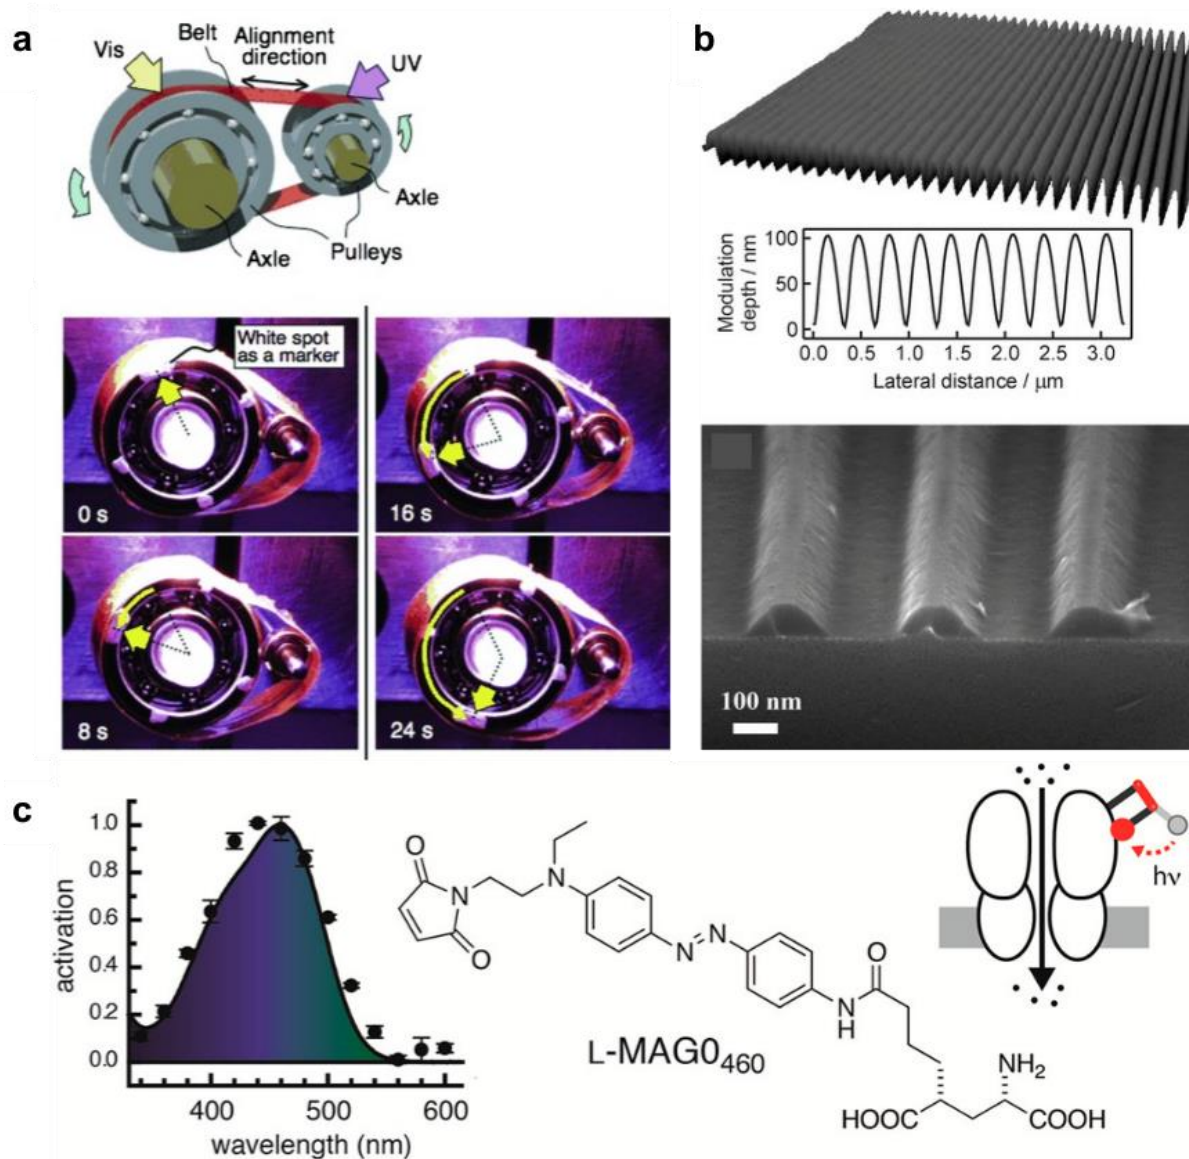 a
Vis
Belt
Alignment
direction
UV
Axle
Axle
Pulleys
White spot
as a marker
0 s
16 s
8 s
24 s
b
Modulation
depth / nm
100
50
0
0.0 0.5 1.0 1.5 2.0 2.5 3.0
Lateral distance / μm
100 nm
c
activation
1.0
0.8
0.6
0.4
0.2
0.0
400 500 600
wavelength (nm)
O
N
O
N
N
N
O
N
H
L-MAG0460
NH2
HOOC
COOH
hν